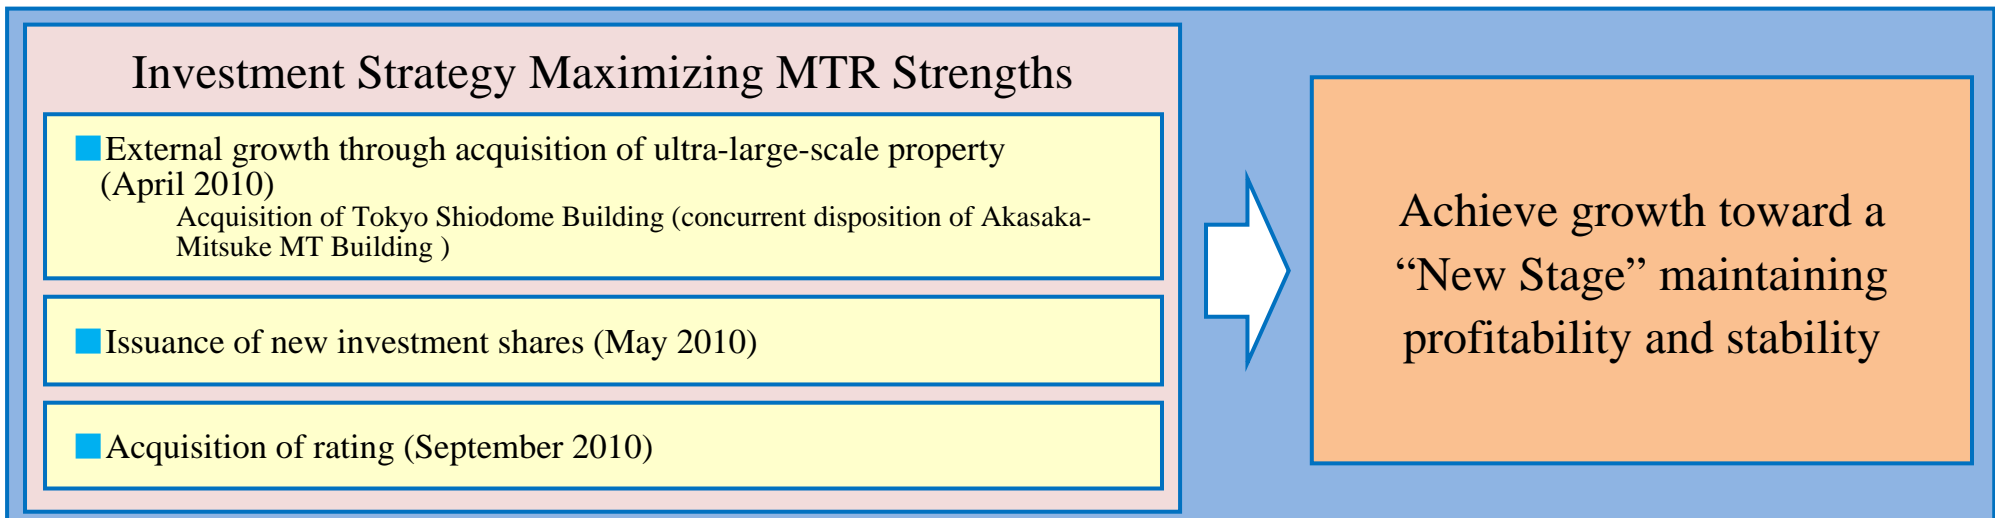 Investment Strategy Maximizing MTR Strengths
■External growth through acquisition of ultra-large-scale property
(April 2010)
Acquisition of Tokyo Shiodome Building (concurrent disposition of Akasaka-
Mitsuke MT Building )
■Issuance of new investment shares (May 2010)
■Acquisition of rating (September 2010)
Achieve growth toward a
“New Stage” maintaining
profitability and stability